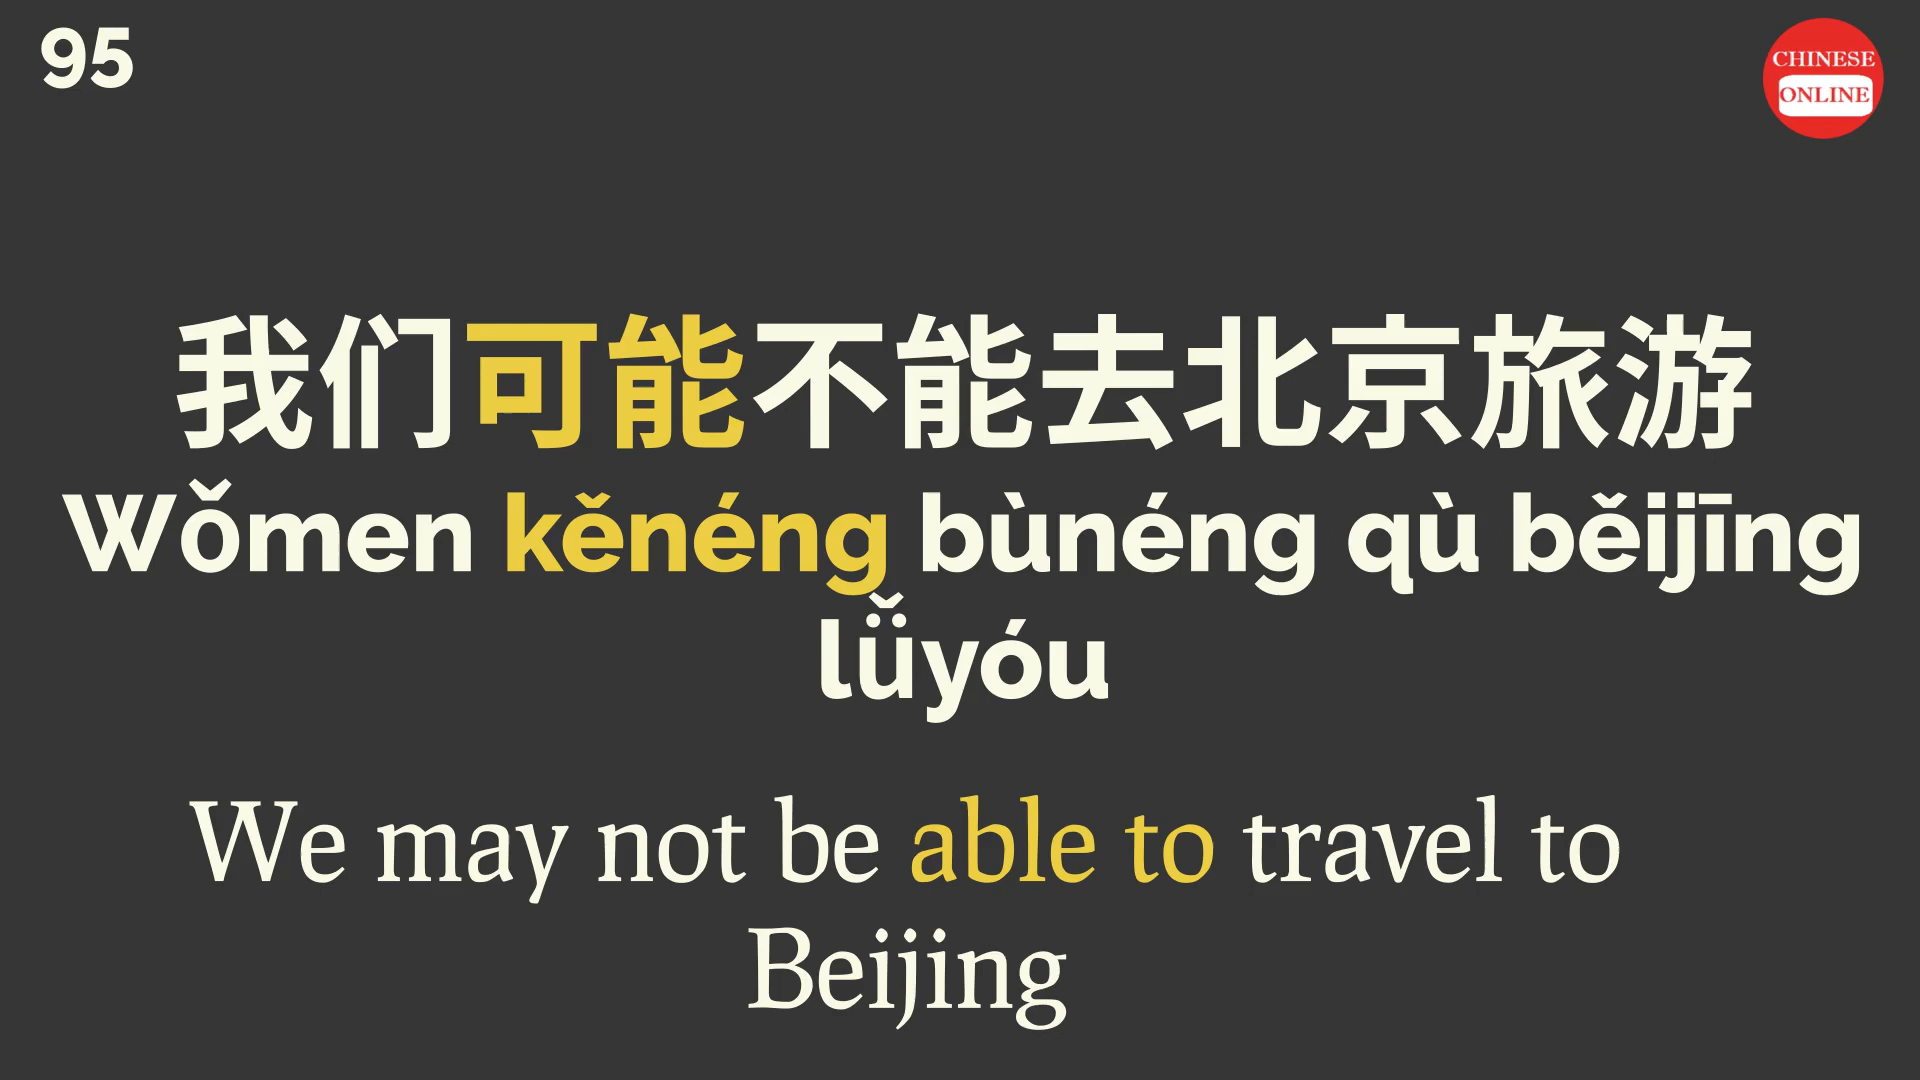 95
CHINESE
ONLINE
我们可能不能去北京旅游
Wǒmen kěnéng bùnéng qù běijīng
lǚyóu
We may not be able to travel to
Beijing